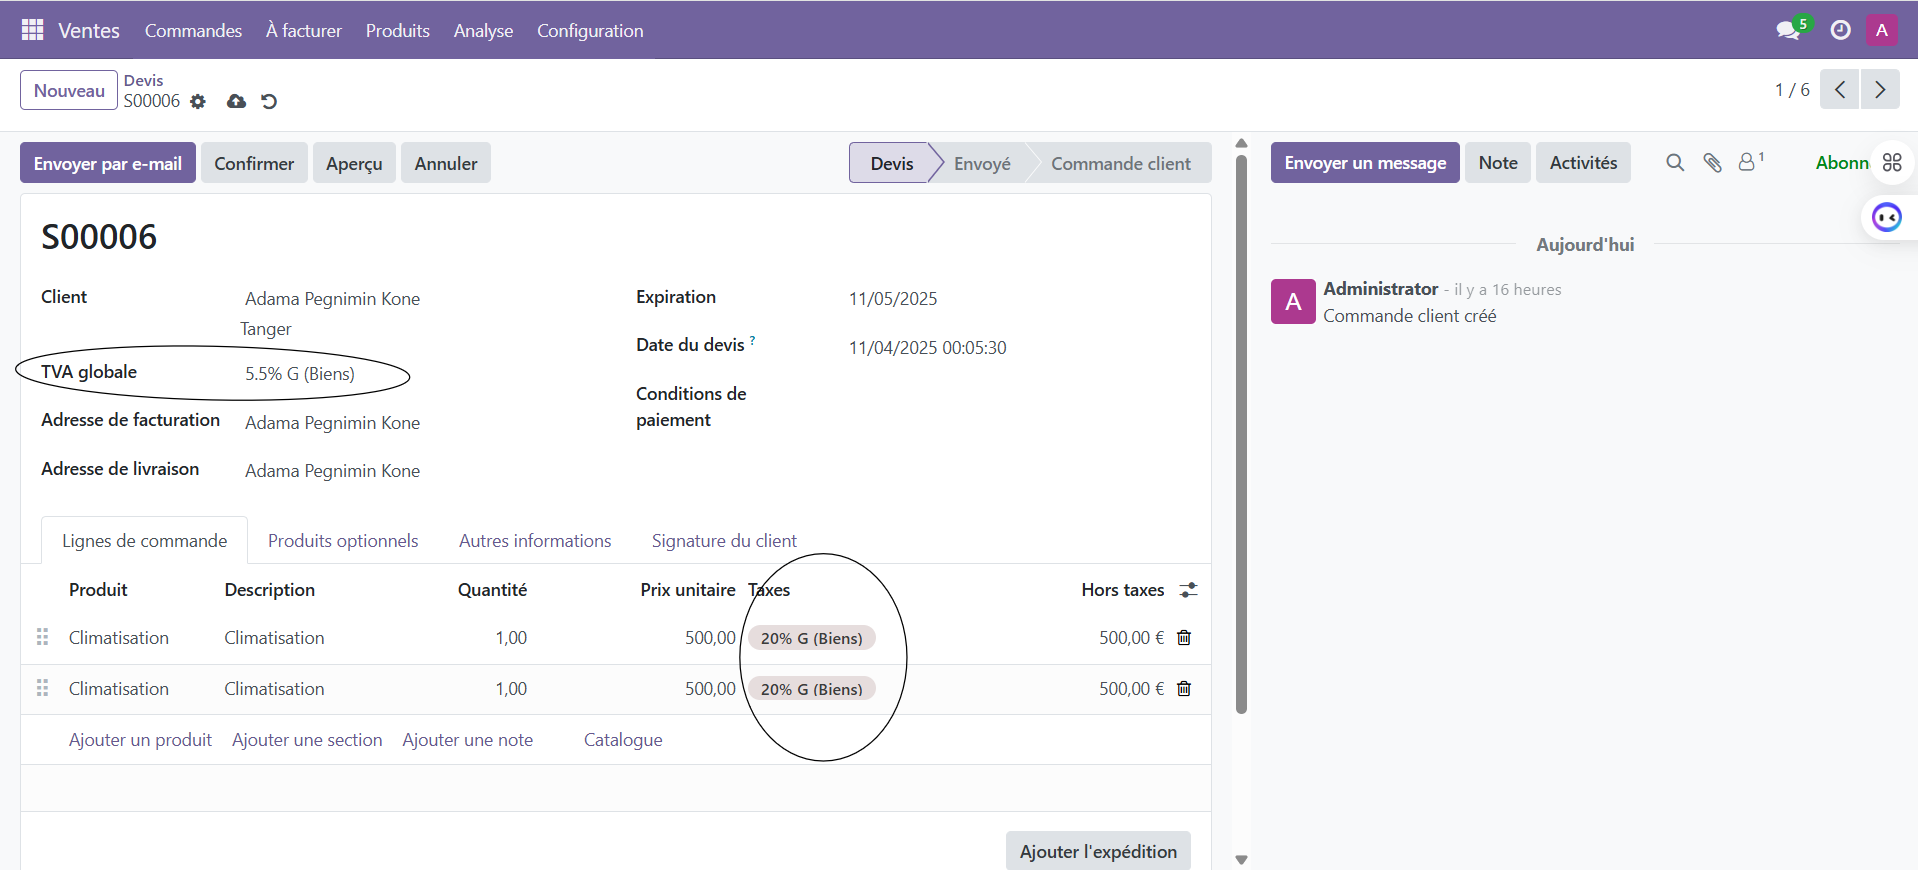 Ventes Commandes À facturer Produits Analyse Configuration 5 A
Nouveau Devis
S00006
1 / 6
Envoyer par e-mail Confirmer Aperçu Annuler Devis Envoyé Commande client
Envoyer un message Note Activités 1 Abonn
S00006
Aujourd'hui
A Administrator - il y a 16 heures
Commande client créé
Client Adama Pegnimin Kone
Tanger
TVA globale 5.5% G (Biens)
Adresse de facturation Adama Pegnimin Kone
Adresse de livraison Adama Pegnimin Kone
Expiration 11/05/2025
Date du devis ? 11/04/2025 00:05:30
Conditions de
paiement
Lignes de commande Produits optionnels Autres informations Signature du client
Produit Description Quantité Prix unitaire Taxes Hors taxes
Climatisation Climatisation 1,00 500,00 20% G (Biens) 500,00 €
Climatisation Climatisation 1,00 500,00 20% G (Biens) 500,00 €
Ajouter un produit Ajouter une section Ajouter une note Catalogue
Ajouter l'expédition